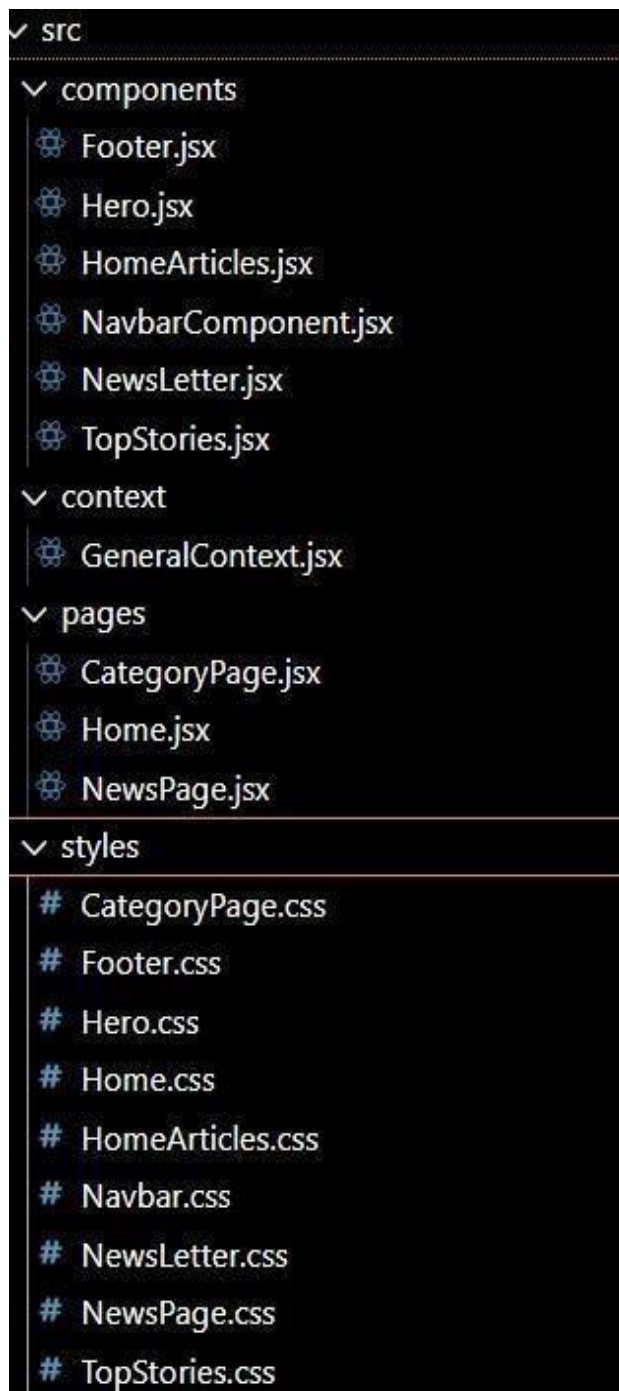 src
components
Footer.jsx
Hero.jsx
HomeArticles.jsx
NavbarComponent.jsx
NewsLetter.jsx
TopStories.jsx
context
GeneralContext.jsx
pages
CategoryPage.jsx
Home.jsx
NewsPage.jsx
styles
# CategoryPage.css
# Footer.css
# Hero.css
# Home.css
# HomeArticles.css
# Navbar.css
# NewsLetter.css
# NewsPage.css
# TopStories.css